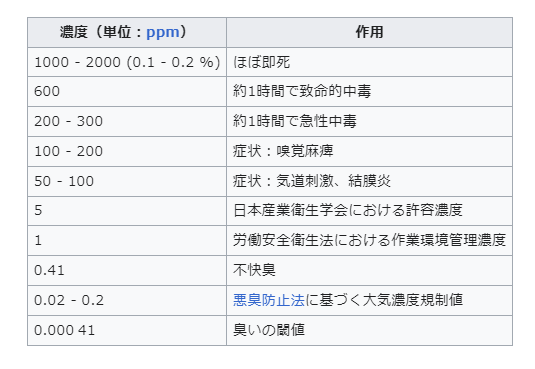 濃度（単位：ppm） 作用
1000 - 2000 (0.1 - 0.2 %) ほぼ即死
600 約1時間で致命的中毒
200 - 300 約1時間で急性中毒
100 - 200 症状：嗅覚麻痺
50 - 100 症状：気道刺激、結膜炎
5 日本産業衛生学会における許容濃度
1 労働安全衛生法における作業環境管理濃度
0.41 不快臭
0.02 - 0.2 悪臭防止法に基づく大気濃度規制値
0.000 41 臭いの閾値